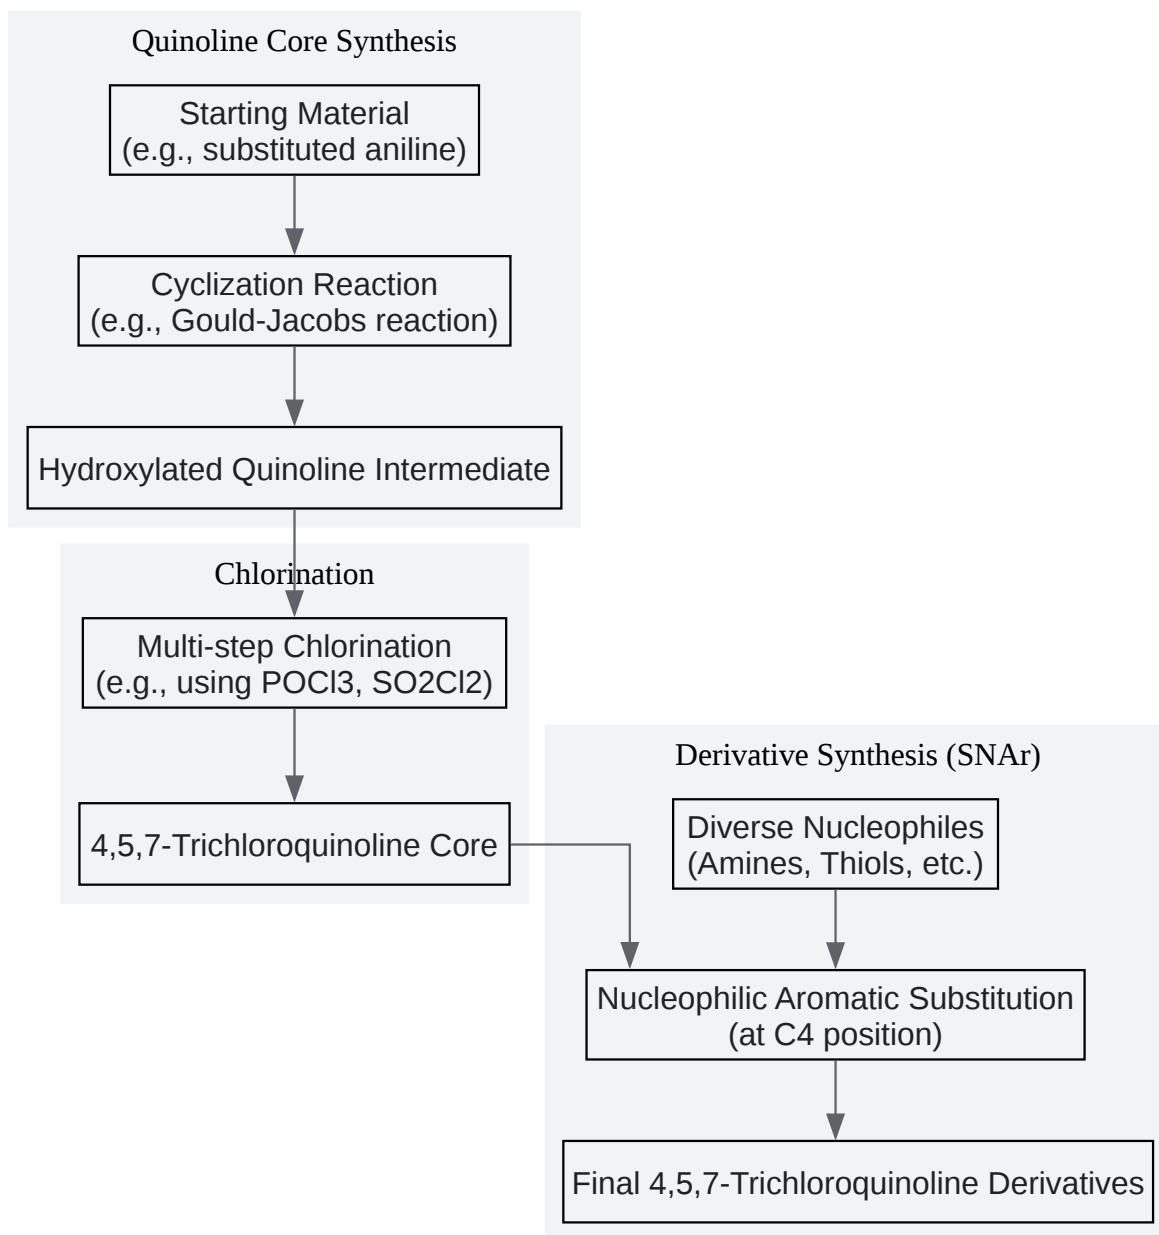 Quinoline Core Synthesis
Starting Material
(e.g., substituted aniline)
Cyclization Reaction
(e.g., Gould-Jacobs reaction)
Hydroxylated Quinoline Intermediate
Chlorination
Multi-step Chlorination
(e.g., using POCl3, SO2Cl2)
4,5,7-Trichloroquinoline Core
Derivative Synthesis (SNAr)
Diverse Nucleophiles
(Amines, Thiols, etc.)
Nucleophilic Aromatic Substitution
(at C4 position)
Final 4,5,7-Trichloroquinoline Derivatives